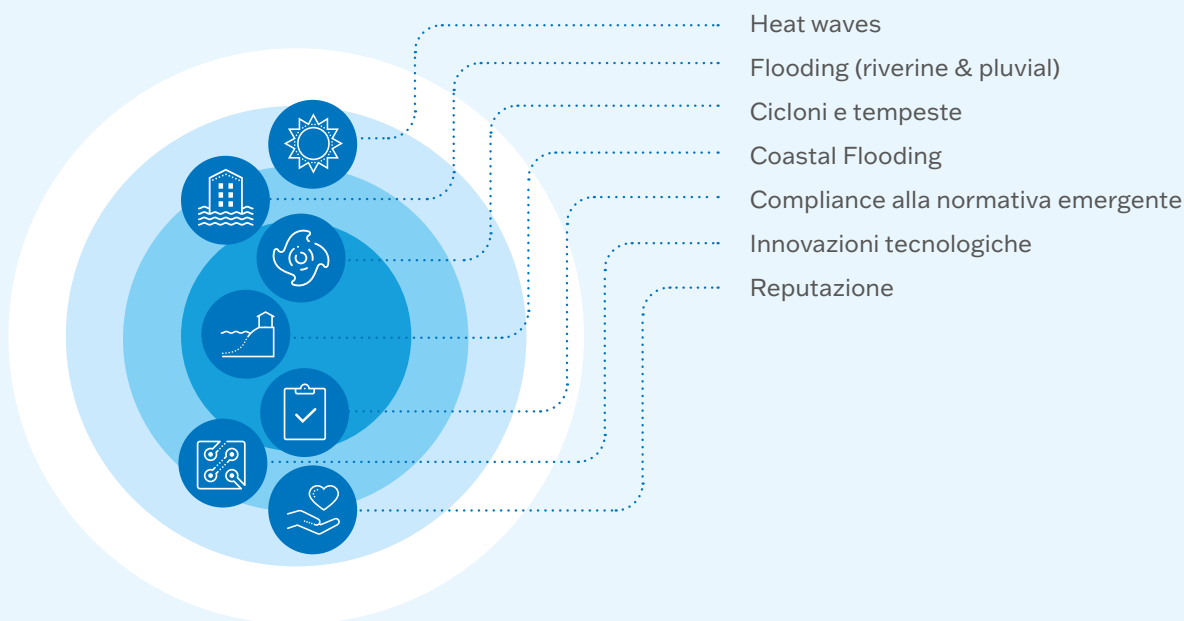 Heat waves
Flooding (riverine & pluvial)
Cicloni e tempeste
Coastal Flooding
Compliance alla normativa emergente
Innovazioni tecnologiche
Reputazione